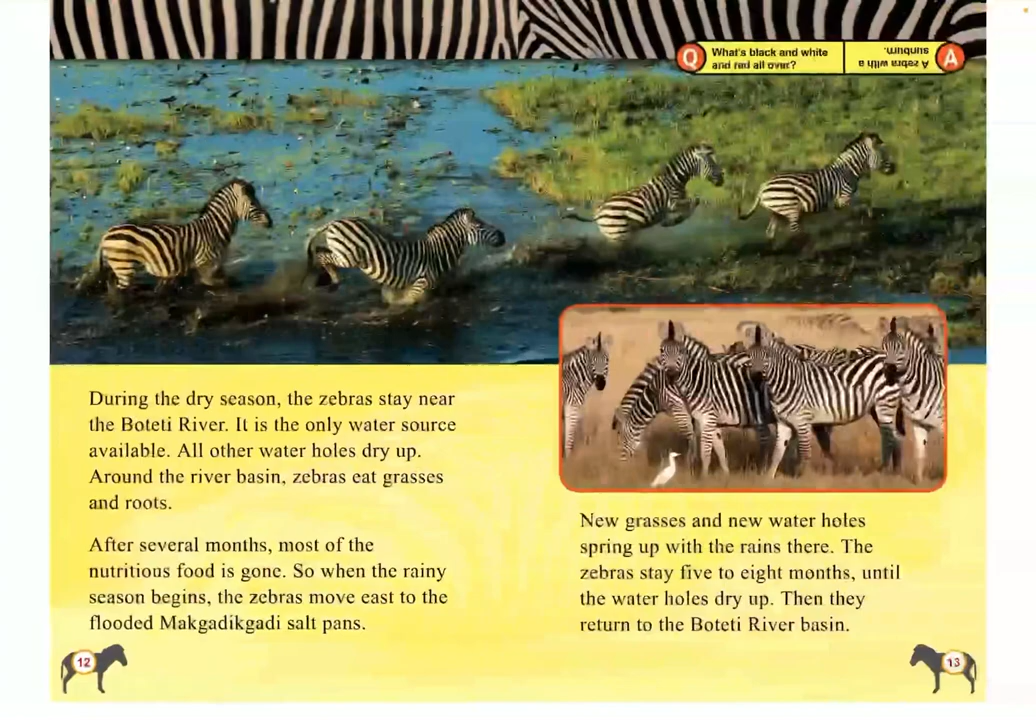 Q What's black and white
and red all over?
A A zebra with a
sunburn.
During the dry season, the zebras stay near
the Boteti River. It is the only water source
available. All other water holes dry up.
Around the river basin, zebras eat grasses
and roots.
After several months, most of the
nutritious food is gone. So when the rainy
season begins, the zebras move east to the
flooded Makgadikgadi salt pans.
New grasses and new water holes
spring up with the rains there. The
zebras stay five to eight months, until
the water holes dry up. Then they
return to the Boteti River basin.
12
13